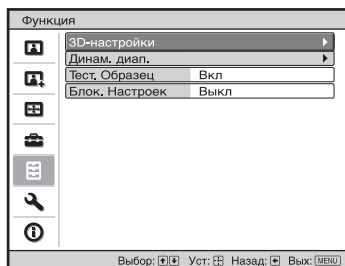 Функция
3D-настройки
Динам. диап.
Тест. Образец Вкл
Блок. Настроек Выкл
Выбор: Уст: Назад: Вых: MENU